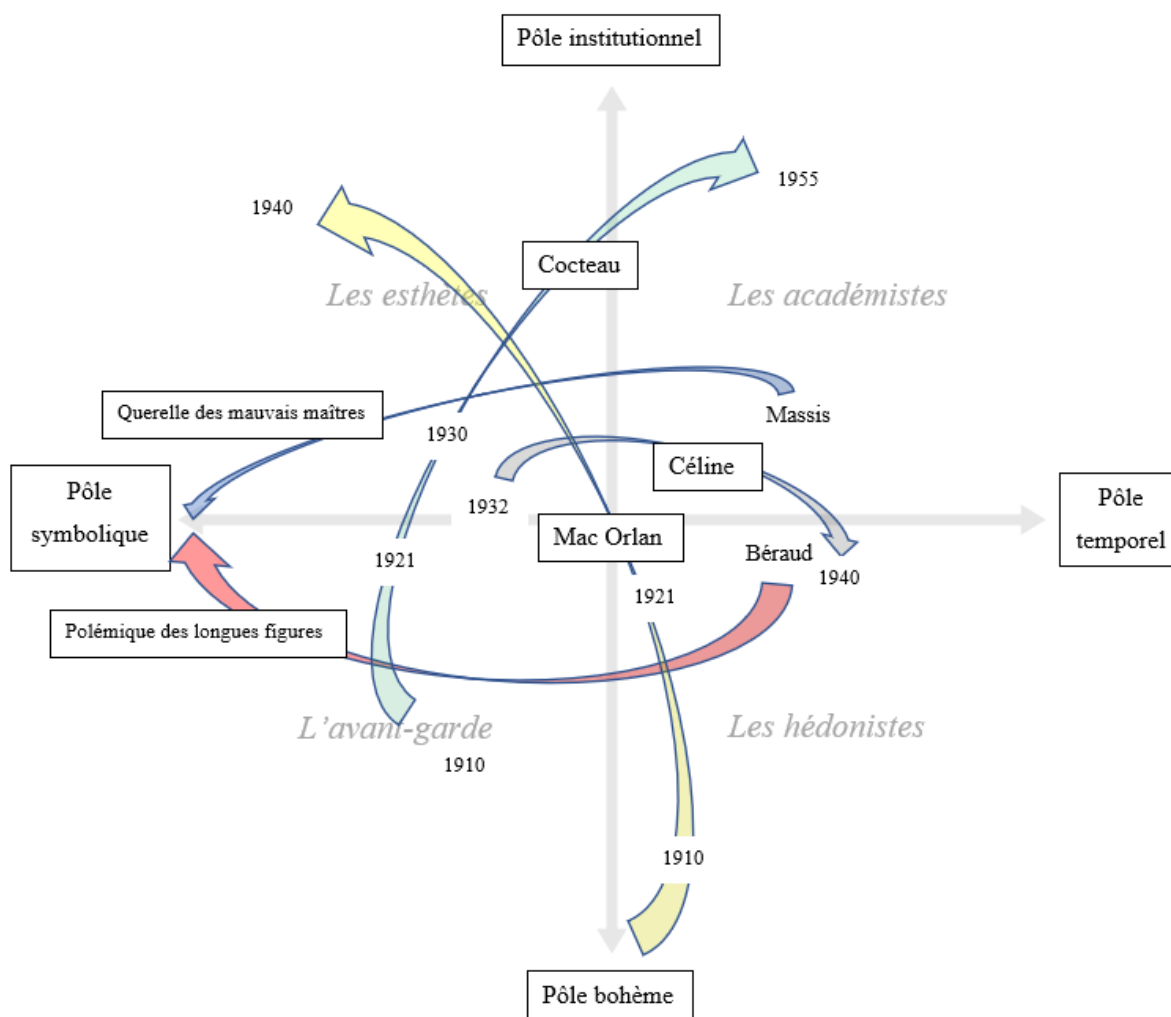 Pôle institutionnel
1955
1940
Cocteau
Les esthètes
Les académistes
Querelle des mauvais maîtres
Massis
1930
Céline
Pôle
symbolique
1932
Pôle
temporel
Mac Orlan
Béraud
1921
1940
1921
Polémique des longues figures
L’avant-garde
Les hédonistes
1910
1910
Pôle bohème